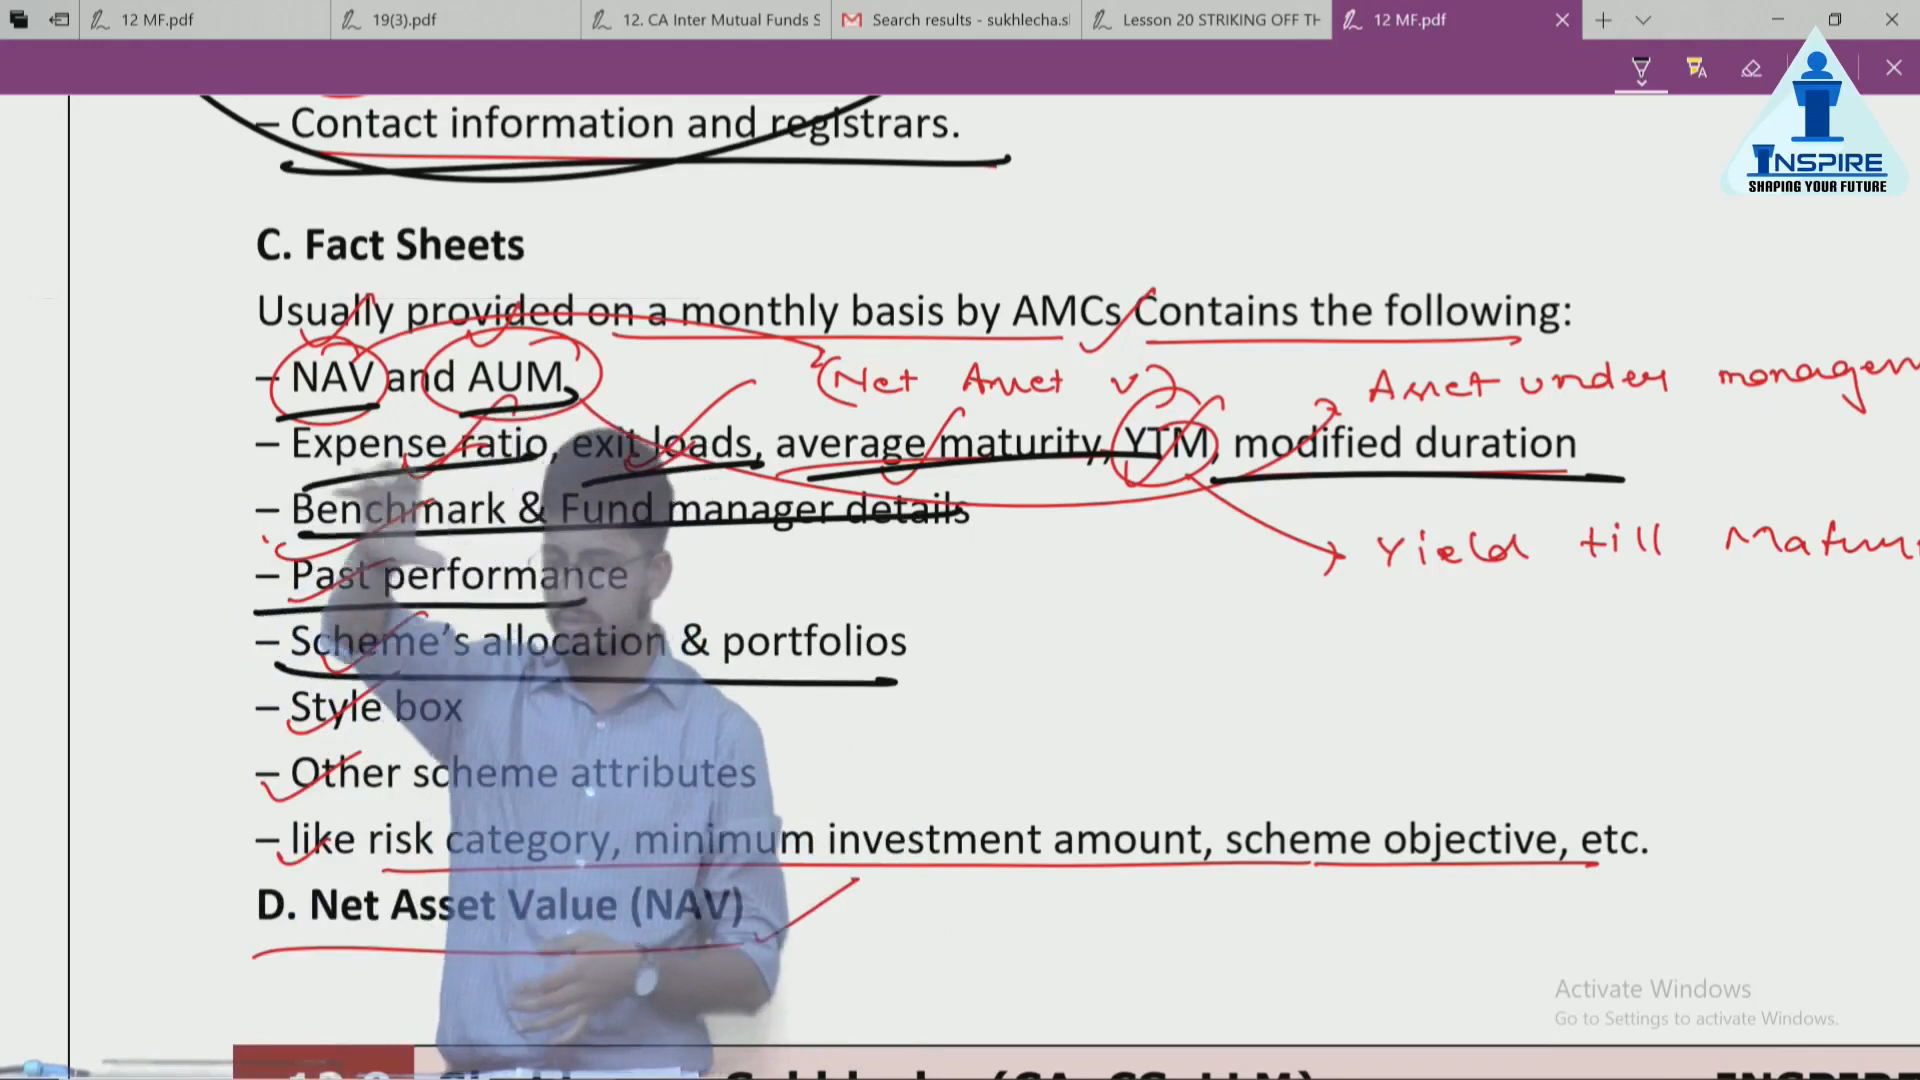 12 MF.pdf
19(3).pdf
12. CA Inter Mutual Funds S
Search results - sukhlecha.sl
Lesson 20 STRIKING OFF TH
12 MF.pdf
INSPIRE
SHAPING YOUR FUTURE
– Contact information and registrars.
C. Fact Sheets
Usually provided on a monthly basis by AMCs Contains the following:
– NAV and AUM,
(Net Asset v)
Asset under managem
– Expense ratio, exit loads, average maturity, YTM, modified duration
– Benchmark & Fund manager details
Yield till Matur
– Past performance
– Scheme’s allocation & portfolios
– Style box
– Other scheme attributes
– like risk category, minimum investment amount, scheme objective, etc.
D. Net Asset Value (NAV)
Activate Windows
Go to Settings to activate Windows.
INSPIRE